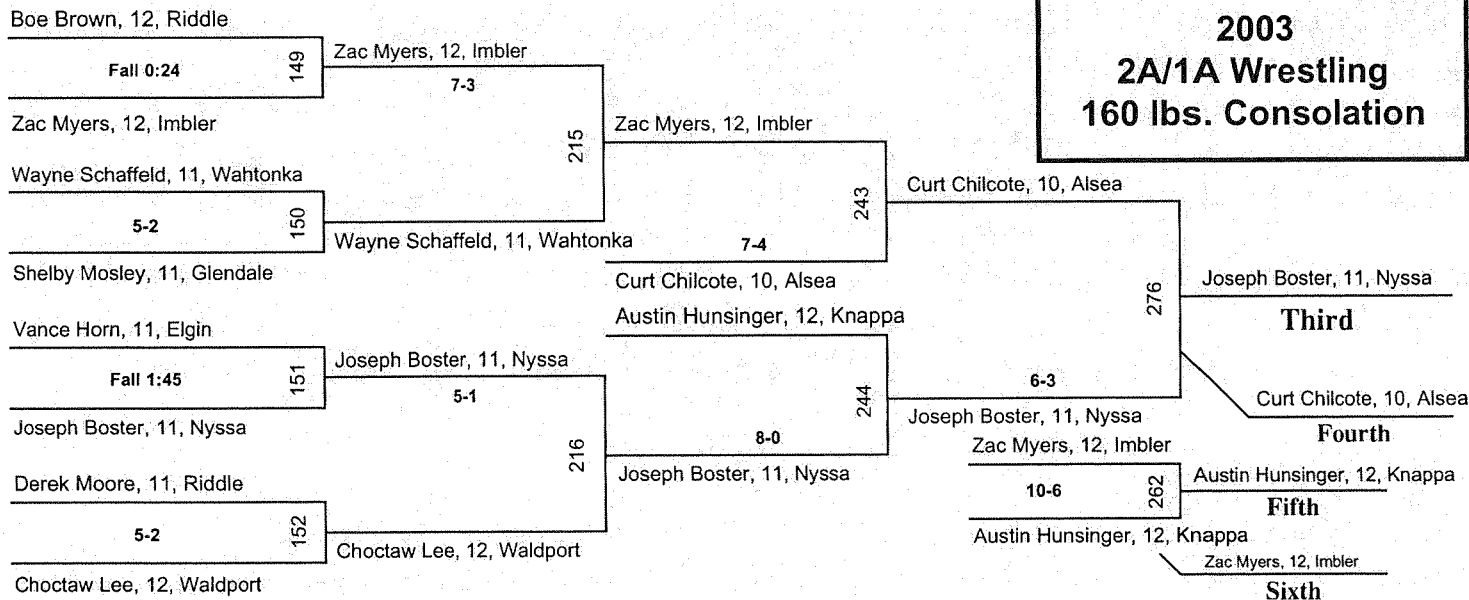 2003
2A/1A Wrestling
160 lbs. Consolation
Boe Brown, 12, Riddle
Fall 0:24
149
Zac Myers, 12, Imbler
Wayne Schaffeld, 11, Wahtonka
5-2
150
Shelby Mosley, 11, Glendale
Vance Horn, 11, Elgin
Fall 1:45
151
Joseph Boster, 11, Nyssa
Derek Moore, 11, Riddle
5-2
152
Choctaw Lee, 12, Waldport
Zac Myers, 12, Imbler
7-3
215
Wayne Schaffeld, 11, Wahtonka
Joseph Boster, 11, Nyssa
5-1
216
Choctaw Lee, 12, Waldport
Zac Myers, 12, Imbler
243
7-4
Curt Chilcote, 10, Alsea
Austin Hunsinger, 12, Knappa
244
8-0
Joseph Boster, 11, Nyssa
Curt Chilcote, 10, Alsea
276
6-3
Joseph Boster, 11, Nyssa
Zac Myers, 12, Imbler
10-6
262
Austin Hunsinger, 12, Knappa
Joseph Boster, 11, Nyssa
Third
Curt Chilcote, 10, Alsea
Fourth
Austin Hunsinger, 12, Knappa
Fifth
Zac Myers, 12, Imbler
Sixth